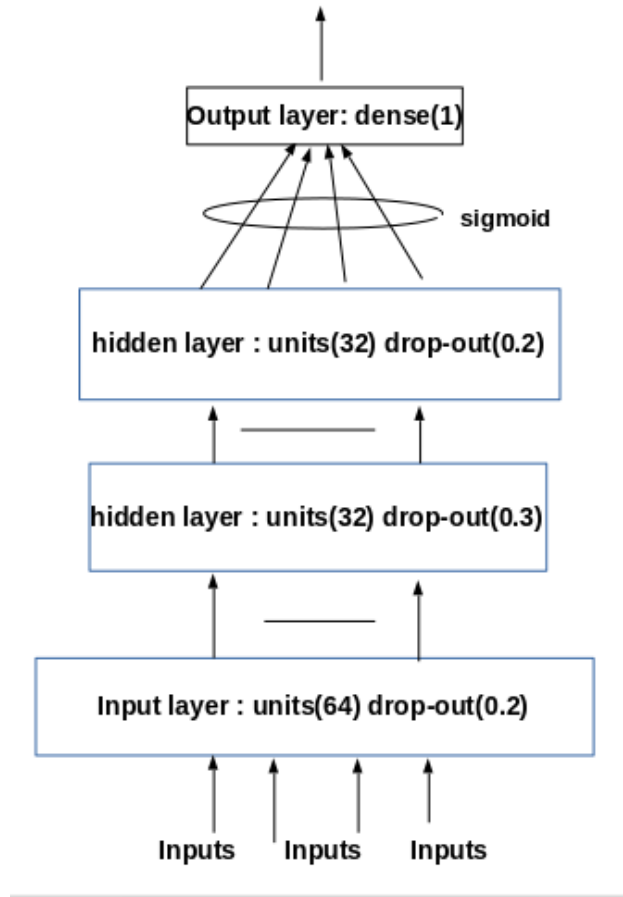 Output layer: dense(1)
sigmoid
hidden layer : units(32) drop-out(0.2)
hidden layer : units(32) drop-out(0.3)
Input layer : units(64) drop-out(0.2)
Inputs Inputs Inputs